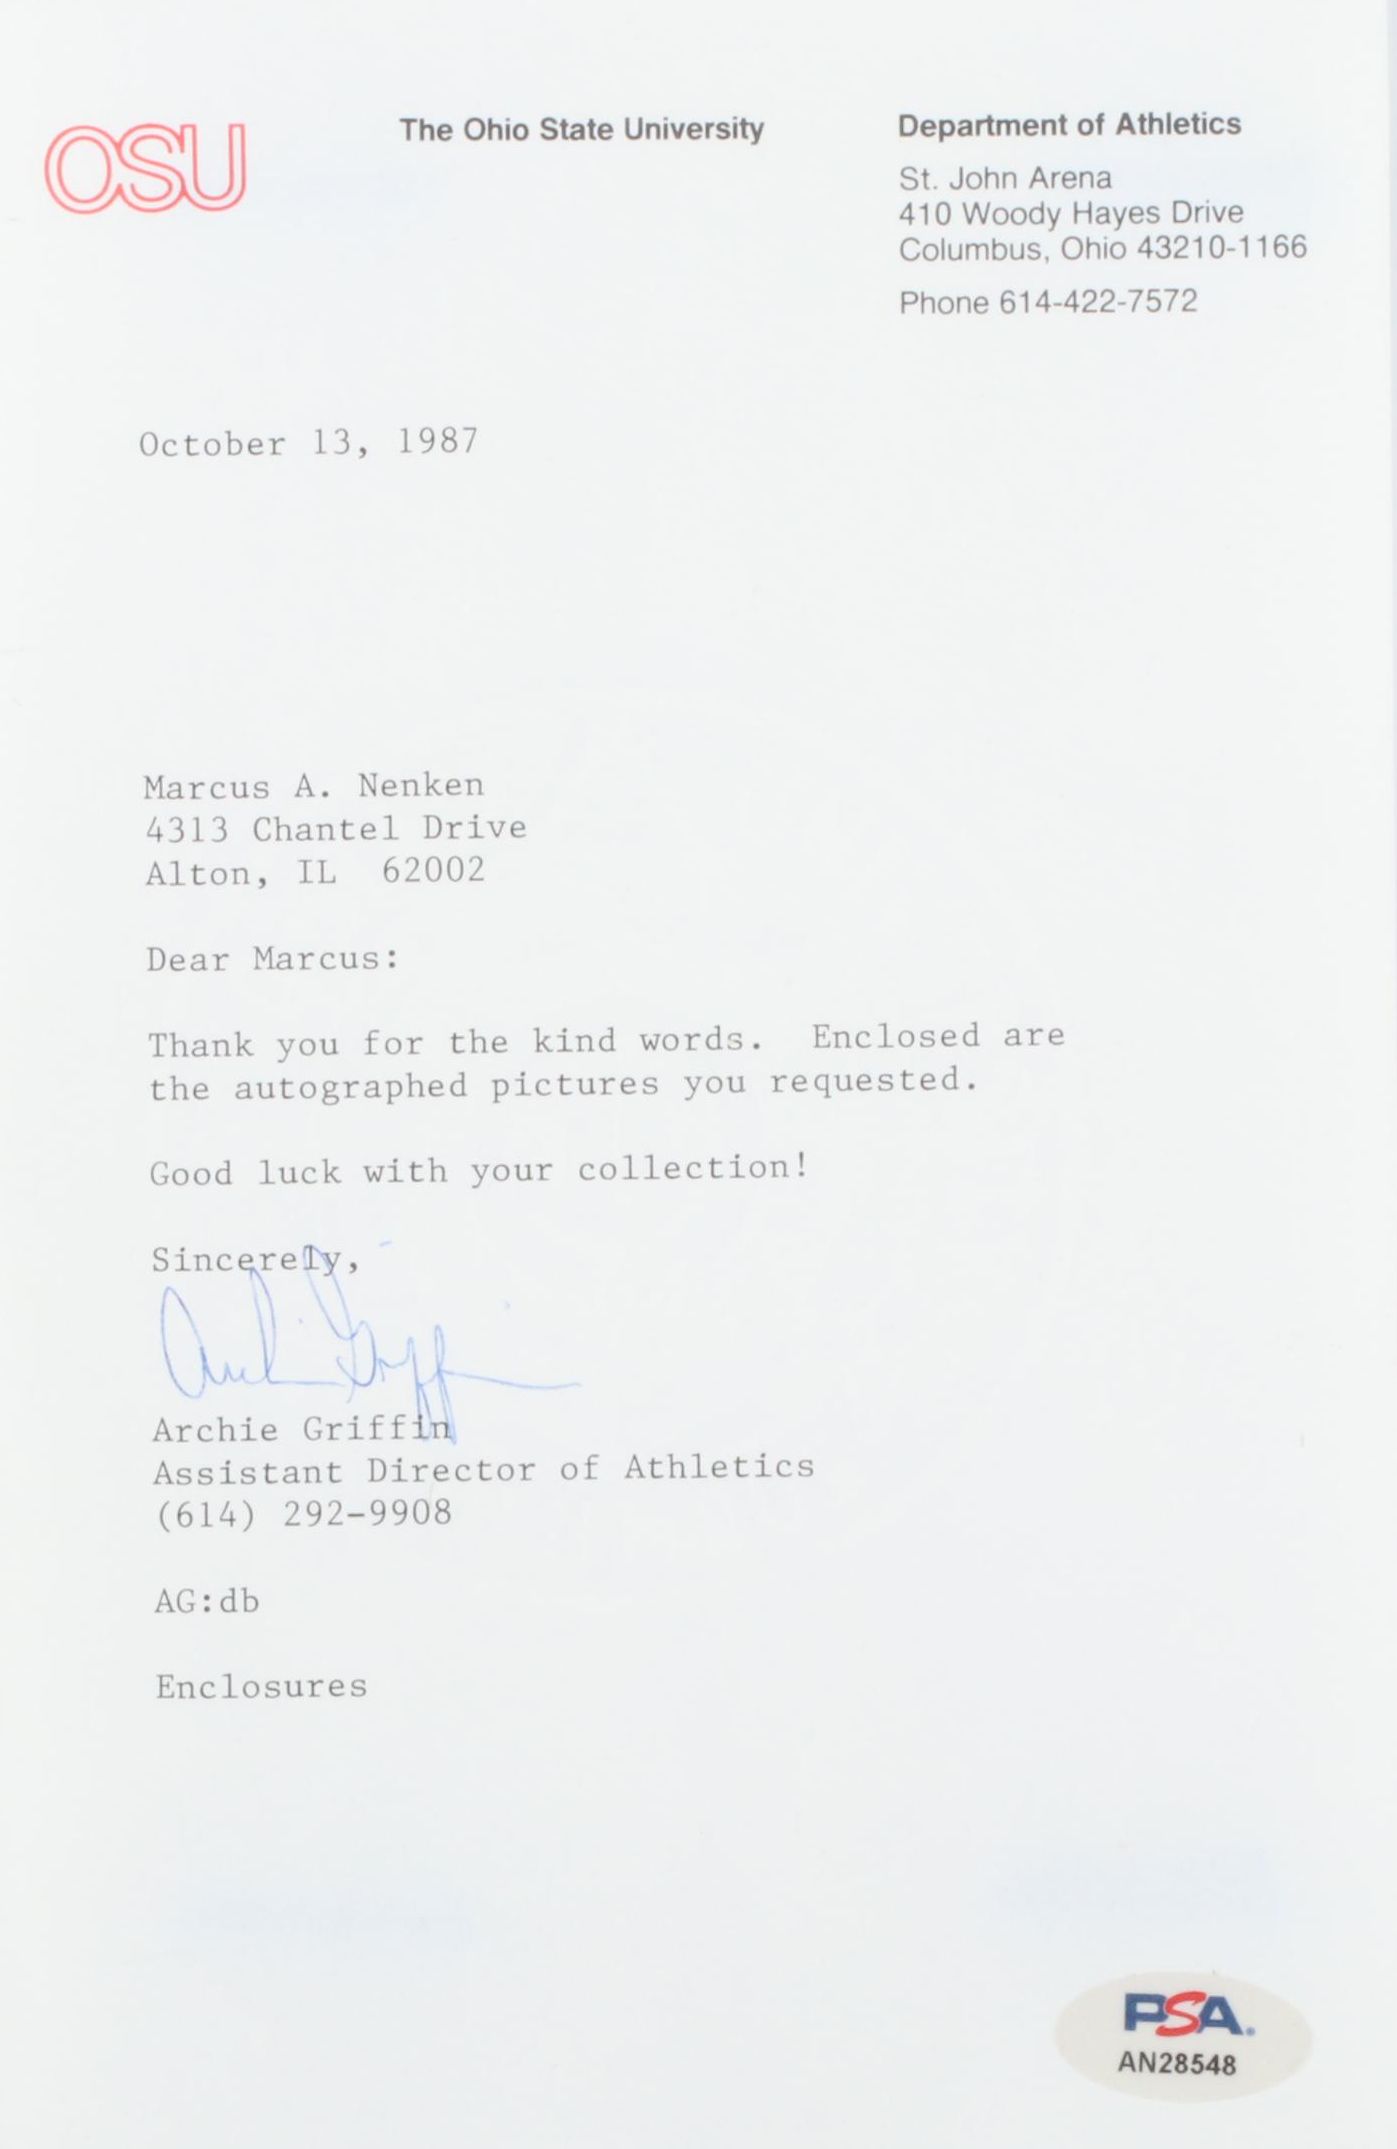 OSU
The Ohio State University
Department of Athletics
St. John Arena
410 Woody Hayes Drive
Columbus, Ohio 43210-1166
Phone 614-422-7572
October 13, 1987
Marcus A. Nenken
4313 Chantel Drive
Alton, IL  62002
Dear Marcus:
Thank you for the kind words.  Enclosed are
the autographed pictures you requested.
Good luck with your collection!
Sincerely,
Archie Griffin
Archie Griffin
Assistant Director of Athletics
(614) 292-9908
AG:db
Enclosures
PSA
AN28548